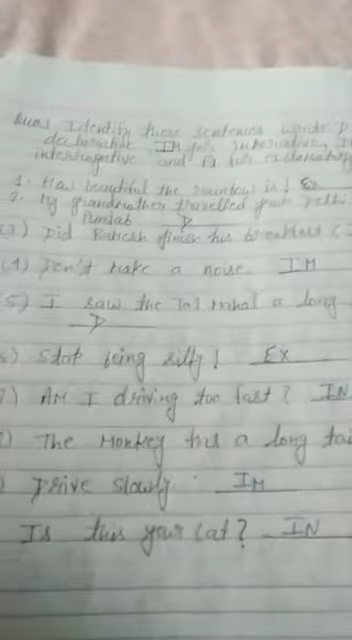 Ques, Identify these sentences write D
declarative IM for Imperative, I
interrogative and Ex for exclamatory
1. How beautiful the rainbow is! Ex
2. My grandmother travelled from Delhi
Punjab D
(3) Did Rakesh finish his breakfast (I
(4) Don't make a noise. IM
(5) I saw the Taj Mahal a long
D
) Stop being silly! EX
) Am I driving too fast? IN
) The Monkey has a long tai
) Drive slowly. IM
Is this your cat? IN